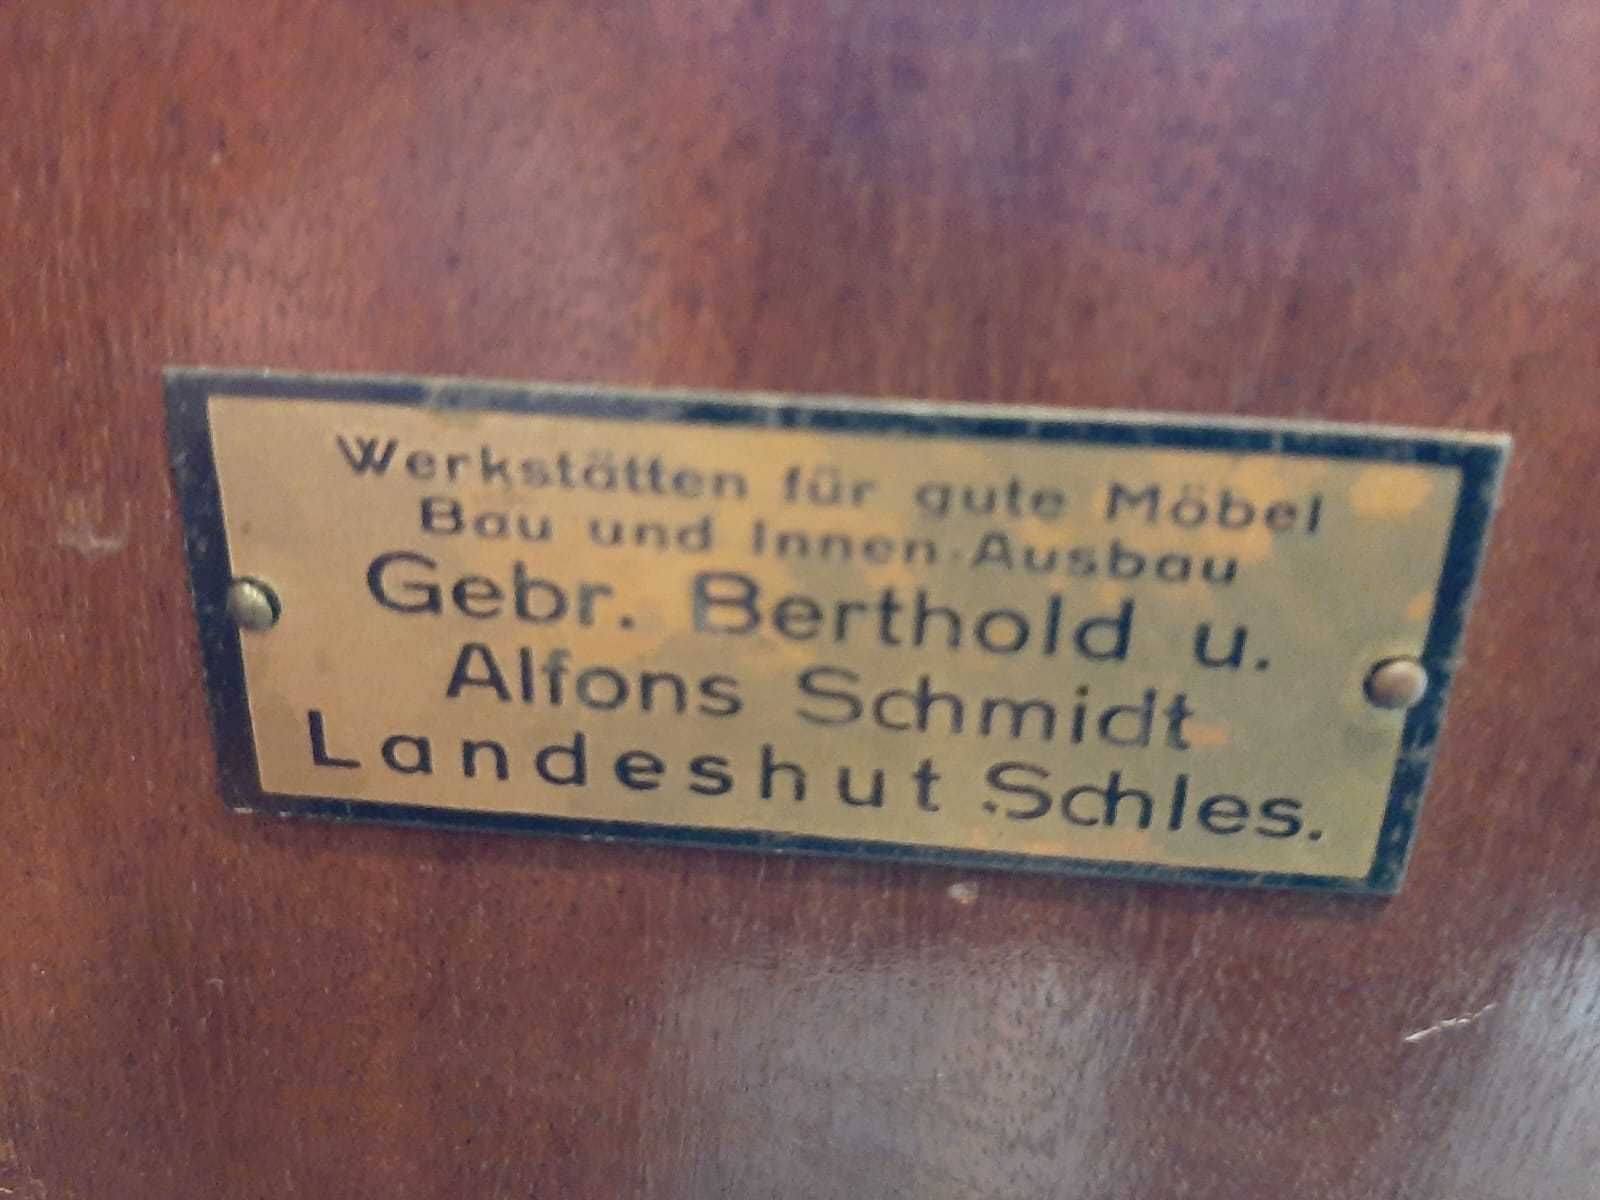 Werkstätten für gute Möbel
Bau und Innen-Ausbau
Gebr. Berthold u.
Alfons Schmidt
Landeshut Schles.